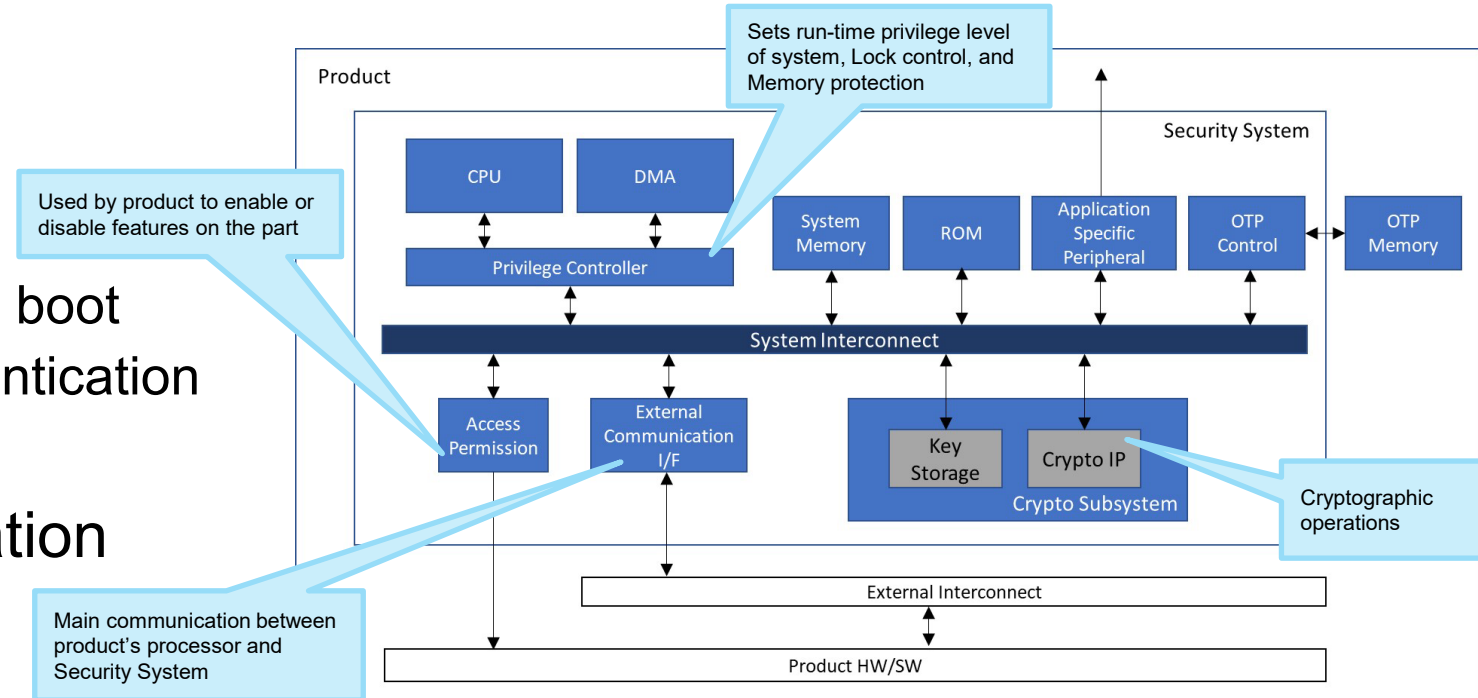 Sets run-time privilege level
of system, Lock control, and
Memory protection
Product
Security System
Used by product to enable or
disable features on the part
CPU
DMA
System
Memory
ROM
Application
Specific
Peripheral
OTP
Control
OTP
Memory
Privilege Controller
boot
System Interconnect
entication
Access
Permission
External
Communication
I/F
Key
Storage
Crypto IP
Crypto Subsystem
Cryptographic
operations
ation
Main communication between
product’s processor and
Security System
External Interconnect
Product HW/SW